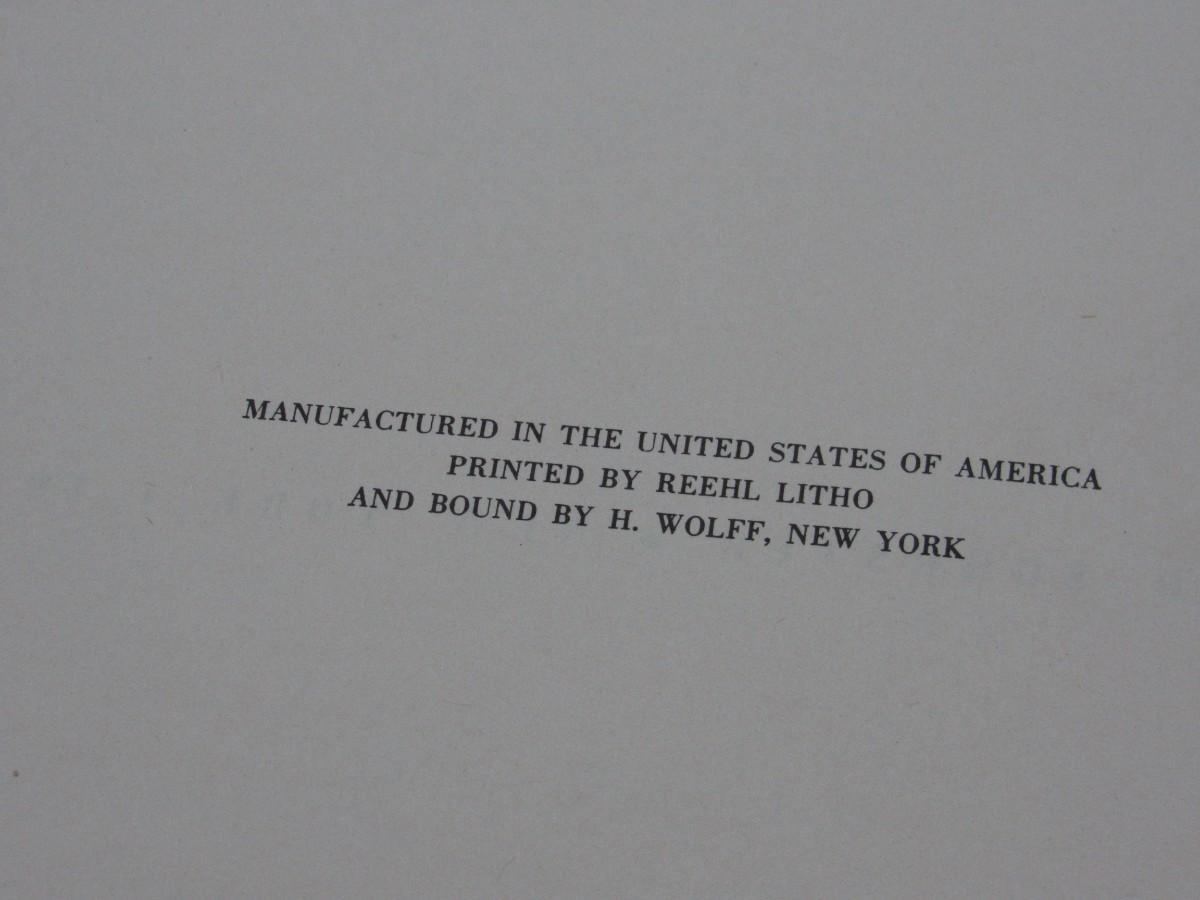 MANUFACTURED IN THE UNITED STATES OF AMERICA
PRINTED BY REEHL LITHO
AND BOUND BY H. WOLFF, NEW YORK